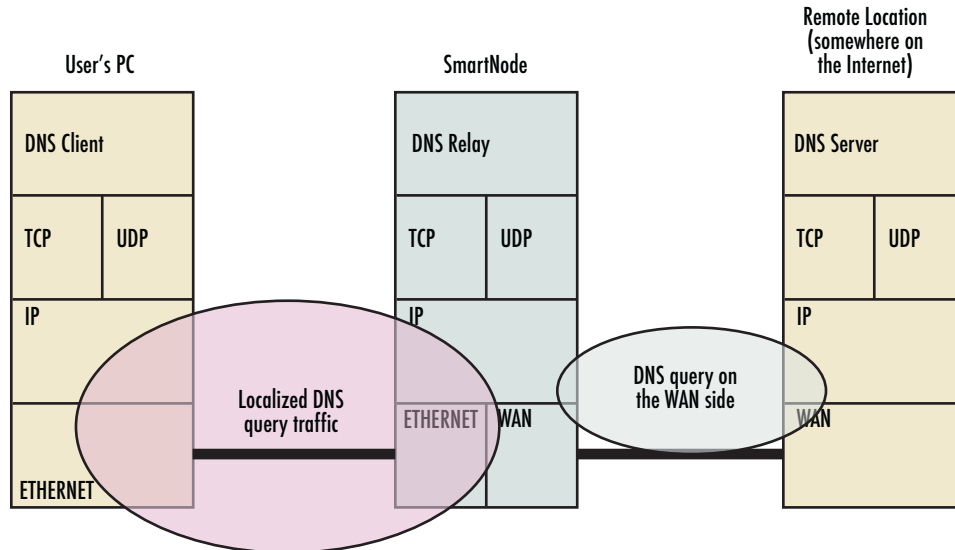 Remote Location
(somewhere on
the Internet)
User's PC
SmartNode
DNS Client
DNS Relay
DNS Server
TCP
UDP
TCP
UDP
TCP
UDP
IP
IP
IP
Localized DNS
query traffic
DNS query on
the WAN side
ETHERNET
WAN
WAN
ETHERNET